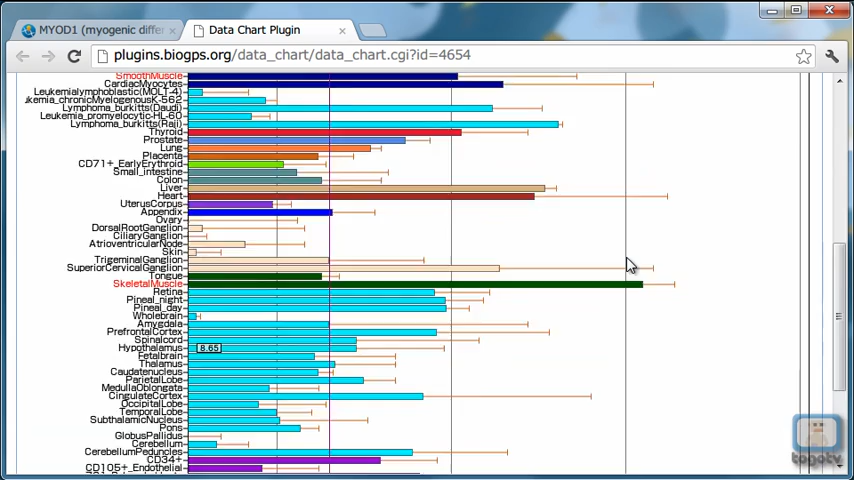 MYOD1 (myogenic differ
Data Chart Plugin
plugins.biogps.org/data_chart/data_chart.cgi?id=4654
SmoothMuscle
CardiacMyocytes
Leukemialymphoblastic(MOLT-4)
ukemia_chronicMyelogenousK-562
Lymphoma_burkitts(Daudi)
Leukemia_promyelocytic-HL-60
Lymphoma_burkitts(Raji)
Thyroid
Prostate
Lung
Placenta
CD71+_EarlyErythroid
Small_intestine
Colon
Liver
Heart
UterusCorpus
Appendix
Ovary
DorsalRootGanglion
CiliaryGanglion
AtrioventricularNode
Skin
TrigeminalGanglion
SuperiorCervicalGanglion
Tongue
SkeletalMuscle
Retina
Pineal_night
Pineal_day
Wholebrain
Amygdala
PrefrontalCortex
Spinalcord
Hypothalamus 8.65
Fetalbrain
Thalamus
Caudatenucleus
ParietalLobe
MedullaOblongata
CingulateCortex
OccipitalLobe
TemporalLobe
SubthalamicNucleus
Pons
GlobusPallidus
Cerebellum
CerebellumPeduncles
CD34+
CD105+_Endothelial
togotv